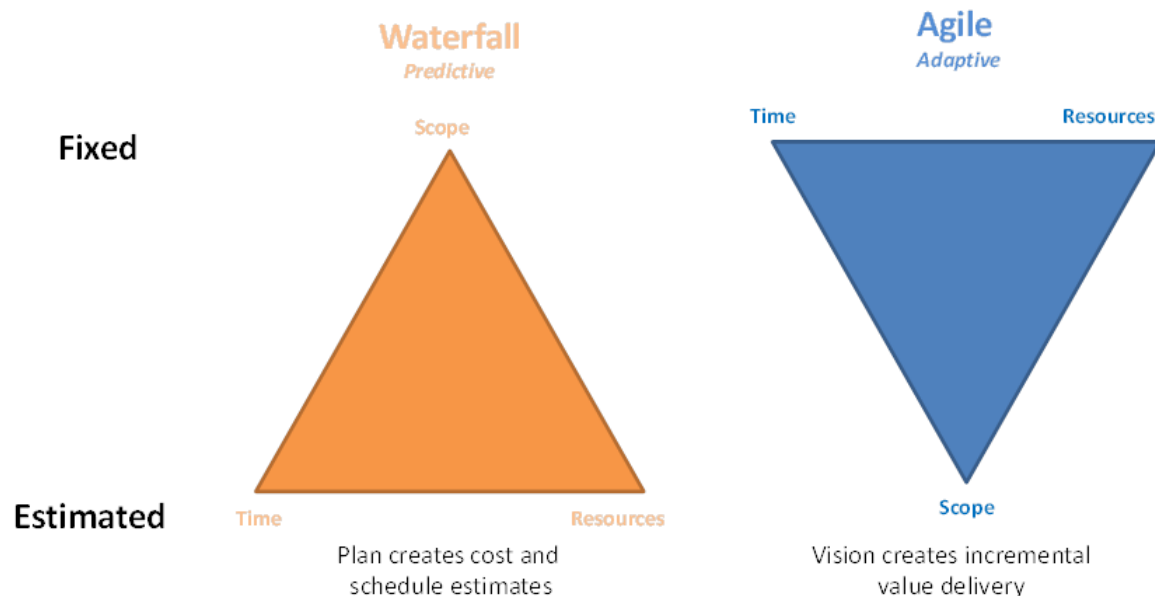 Waterfall
Predictive
Agile
Adaptive
Fixed
Scope
Time
Resources
Estimated
Time
Resources
Scope
Plan creates cost and
schedule estimates
Vision creates incremental
value delivery